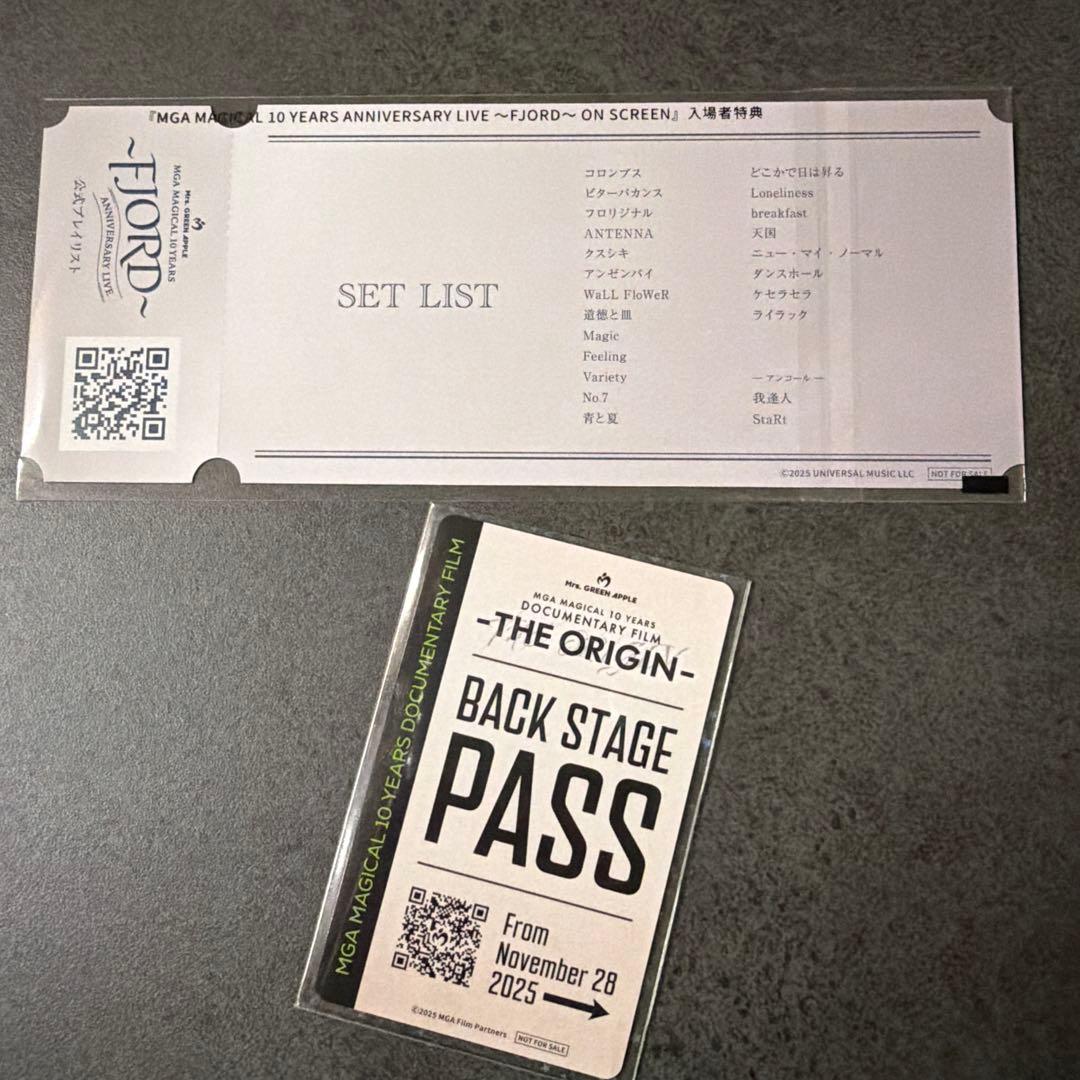 『MGA MAGICAL 10 YEARS ANNIVERSARY LIVE ～FJORD～ ON SCREEN』入場者特典
Mrs. GREEN APPLE
MGA MAGICAL 10 YEARS
～FJORD～
ANNIVERSARY LIVE
公式プレイリスト
SET LIST
コロンブス
ビターバカンス
フロリジナル
ANTENNA
クスシキ
アンゼンパイ
WaLL FloWeR
道徳と皿
Magic
Feeling
Variety
No.7
青と夏
どこかで日は昇る
Loneliness
breakfast
天国
ニュー・マイ・ノーマル
ダンスホール
ケセラセラ
ライラック
― アンコール ―
我逢人
StaRt
©2025 UNIVERSAL MUSIC LLC
NOT FOR SALE
MGA MAGICAL 10 YEARS DOCUMENTARY FILM
Mrs. GREEN APPLE
MGA MAGICAL 10 YEARS
DOCUMENTARY FILM
-THE ORIGIN-
BACK STAGE
PASS
From
November 28
2025
©2025 MGA Film Partners
NOT FOR SALE